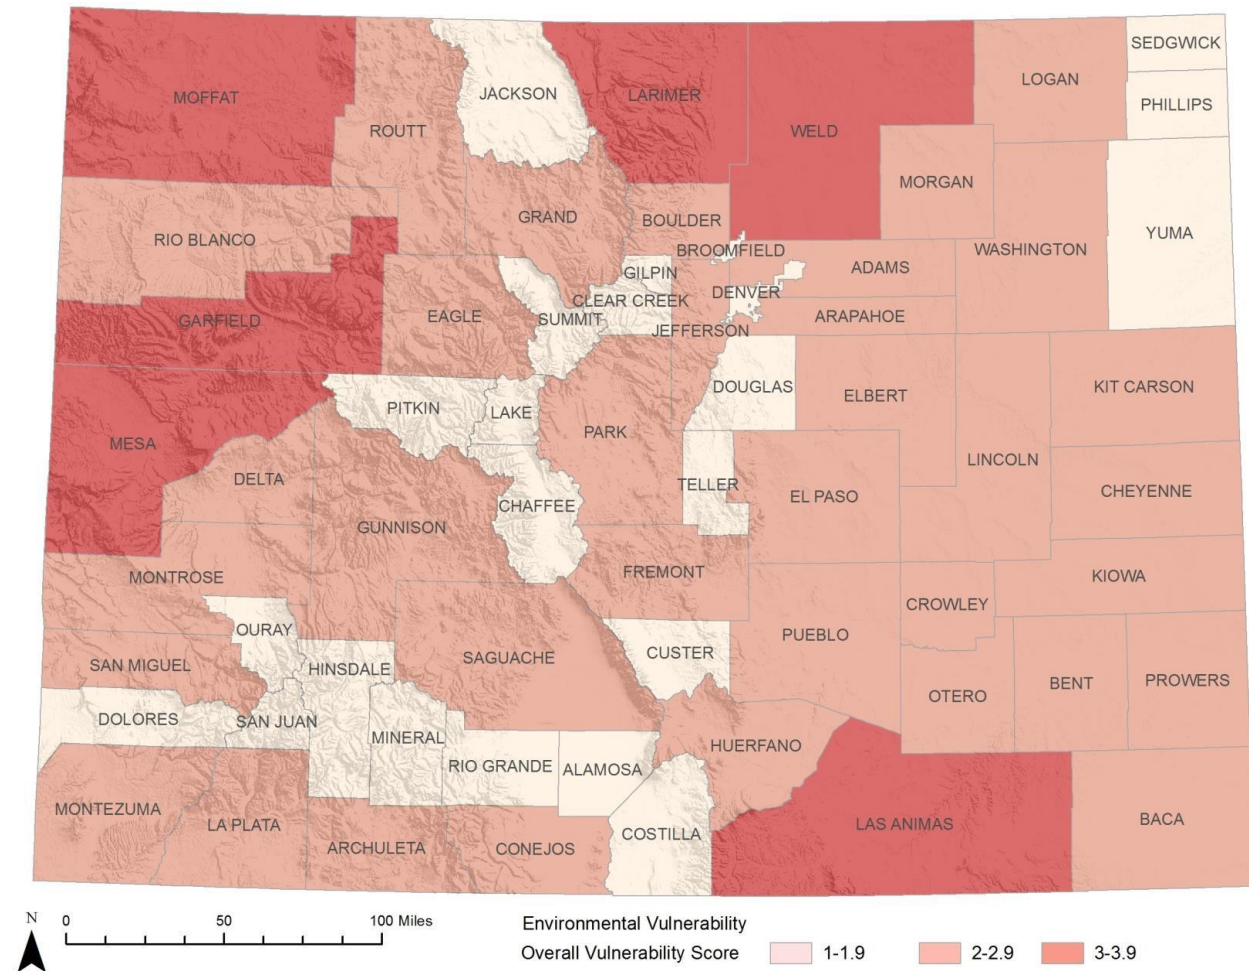 SEDGWICK
LOGAN
MOFFAT
JACKSON
LARIMER
PHILLIPS
ROUTT
WELD
MORGAN
GRAND
BOULDER
YUMA
RIO BLANCO
BROOMFIELD
WASHINGTON
ADAMS
GILPIN
DENVER
CLEAR CREEK
GARFIELD
EAGLE
SUMMIT
ARAPAHOE
JEFFERSON
DOUGLAS
KIT CARSON
ELBERT
PITKIN
LAKE
PARK
MESA
LINCOLN
DELTA
TELLER
EL PASO
CHEYENNE
CHAFFEE
GUNNISON
FREMONT
MONTROSE
KIOWA
CROWLEY
OURAY
PUEBLO
CUSTER
SAGUACHE
SAN MIGUEL
HINSDALE
PROWERS
BENT
OTERO
DOLORES
SAN JUAN
MINERAL
HUERFANO
RIO GRANDE
ALAMOSA
MONTEZUMA
LA PLATA
LAS ANIMAS
BACA
COSTILLA
ARCHULETA
CONEJOS
N
0 50 100 Miles
Environmental Vulnerability
Overall Vulnerability Score 1-1.9 2-2.9 3-3.9